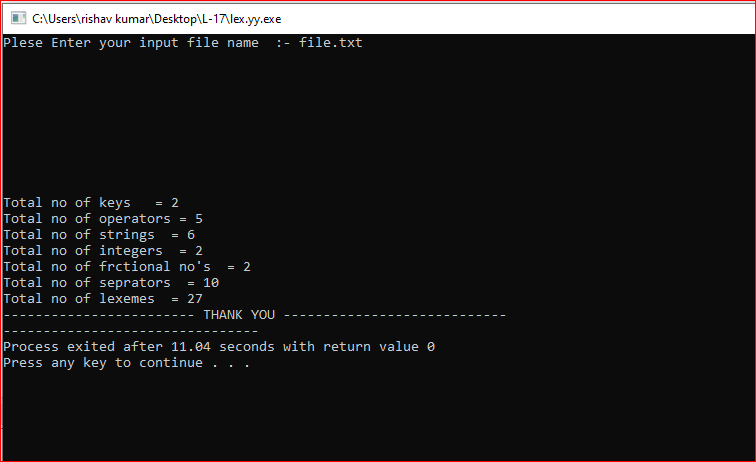 C:\Users\rishav kumar\Desktop\L-17\lex.yy.exe
Plese Enter your input file name  :- file.txt
Total no of keys   = 2
Total no of operators = 5
Total no of strings  = 6
Total no of integers  = 2
Total no of frctional no's  = 2
Total no of seprators  = 10
Total no of lexemes  = 27
------------------------ THANK YOU ----------------------------
--------------------------------
Process exited after 11.04 seconds with return value 0
Press any key to continue . . .